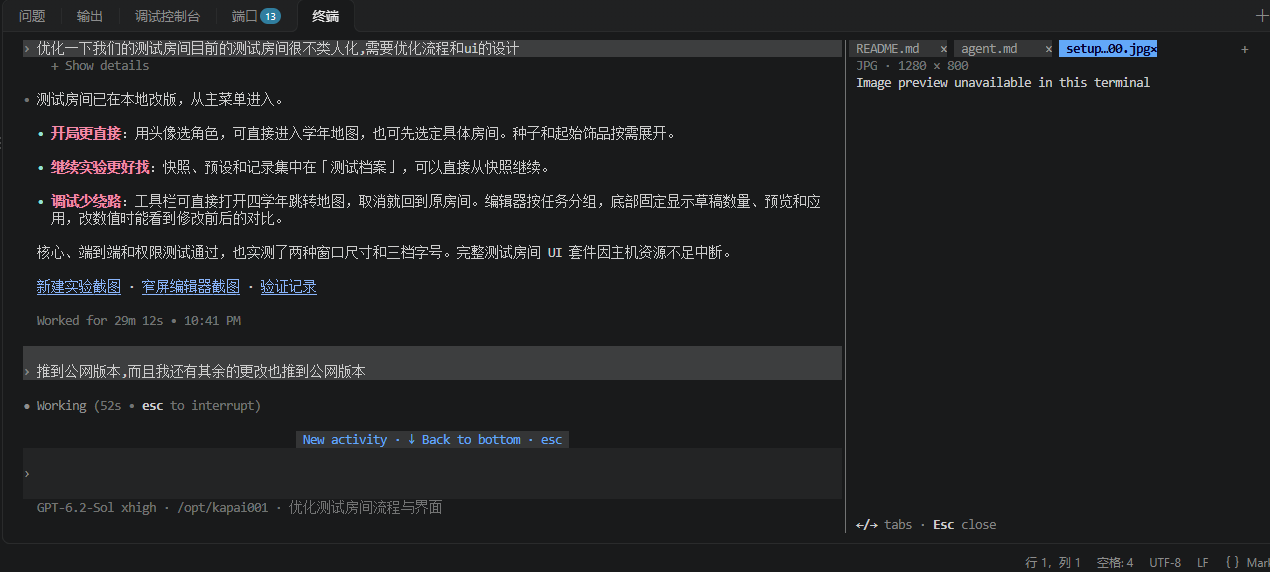 问题 输出 调试控制台 端口 13 终端
› 优化一下我们的测试房间目前的测试房间很不类人化,需要优化流程和ui的设计
+ Show details
• 测试房间已在本地改版，从主菜单进入。
• 开局更直接：用头像选角色，可直接进入学年地图，也可先选定具体房间。种子和起始饰品按需展开。
• 继续实验更好找：快照、预设和记录集中在「测试档案」，可以直接从快照继续。
• 调试少绕路：工具栏可直接打开四学年跳转地图，取消就回到原房间。编辑器按任务分组，底部固定显示草稿数量、预览和应
用，改数值时能看到修改前后的对比。
核心、端到端和权限测试通过，也实测了两种窗口尺寸和三档字号。完整测试房间 UI 套件因主机资源不足中断。
新建实验截图 · 窄屏编辑器截图 · 验证记录
Worked for 29m 12s • 10:41 PM
› 推到公网版本,而且我还有其余的更改也推到公网版本
• Working (52s • esc to interrupt)
New activity · ↓ Back to bottom · esc
›
GPT-6.2-Sol xhigh · /opt/kapai001 · 优化测试房间流程与界面
README.md × agent.md × setup…00.jpg× +
JPG · 1280 × 800
Image preview unavailable in this terminal
←/→ tabs · Esc close
行 1，列 1 空格: 4 UTF-8 LF {} Mar